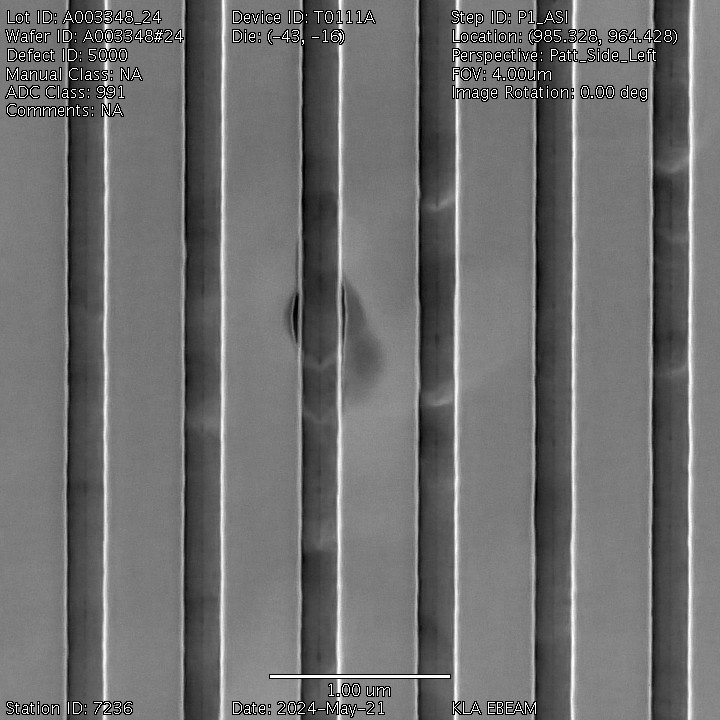 Lot ID: A003348_24 Device ID: T0111A Step ID: P1_ASI
Wafer ID: A003348#24 Die: (-43, -16) Location: (985.328, 964.428)
Defect ID: 5000 Perspective: Patt_Side_Left
Manual Class: NA FOV: 4.00um
ADC Class: 991 Image Rotation: 0.00 deg
Comments: NA
1.00 um
Station ID: 7236 Date: 2024-May-21 KLA EBEAM